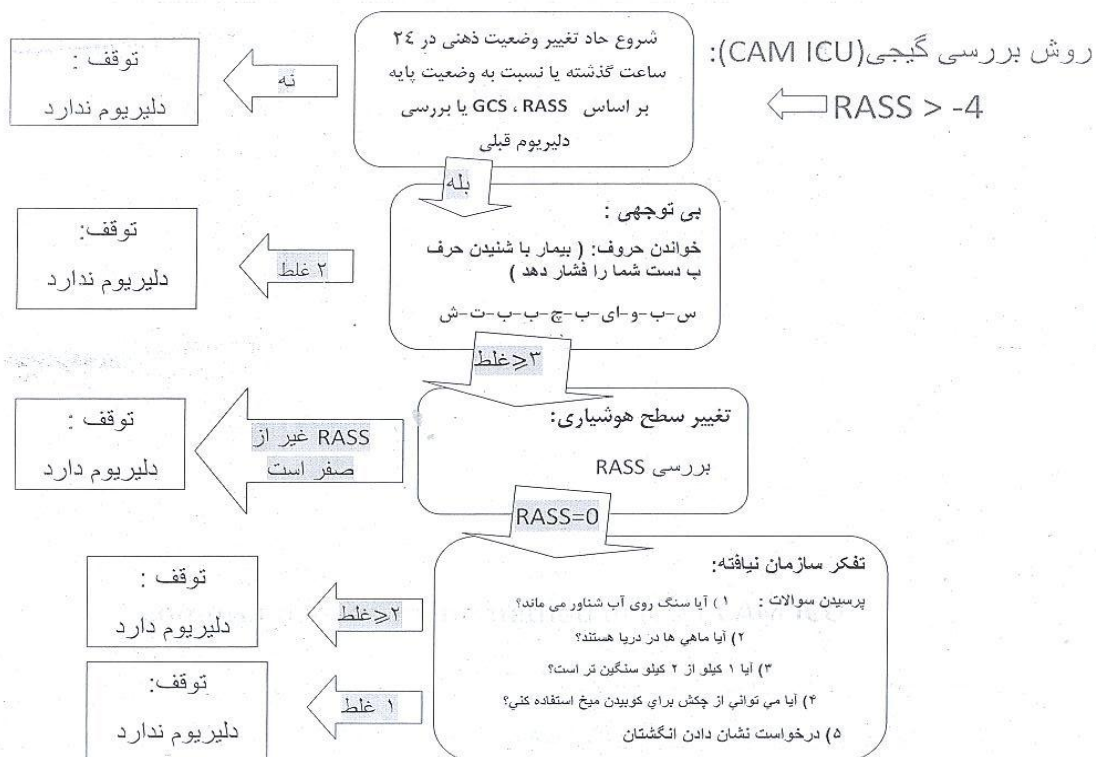 روش بررسی گیجی(CAM ICU):
RASS > -4
شروع حاد تغییر وضعیت ذهنی در ۲٤
ساعت گذشته یا نسبت به وضعیت پایه
بر اساس GCS ، RASS یا بررسی
دلیریوم قبلی
نه
توقف :
دلیریوم ندارد
بله
بی توجهی :
خواندن حروف: ( بیمار با شنیدن حرف
ب دست شما را فشار دهد )
س-ب-و-ای-ب-چ-ب-ب-ت-ش
۲ غلط
توقف:
دلیریوم ندارد
۳⩽غلط
تغییر سطح هوشیاری:
بررسی RASS
RASS غیر از
صفر است
توقف :
دلیریوم دارد
RASS=0
تفکر سازمان نیافته:
پرسیدن سوالات : ۱ ) آیا سنگ روی آب شناور می ماند؟
۲) آیا ماهي ها در دریا هستند؟
۳) آیا ۱ کیلو از ۲ کیلو سنگین تر است؟
۴) آیا مي تواني از چکش براي کوبیدن میخ استفاده کني؟
۵) درخواست نشان دادن انگشتان
۲⩽غلط
توقف :
دلیریوم دارد
۱ غلط
توقف:
دلیریوم ندارد